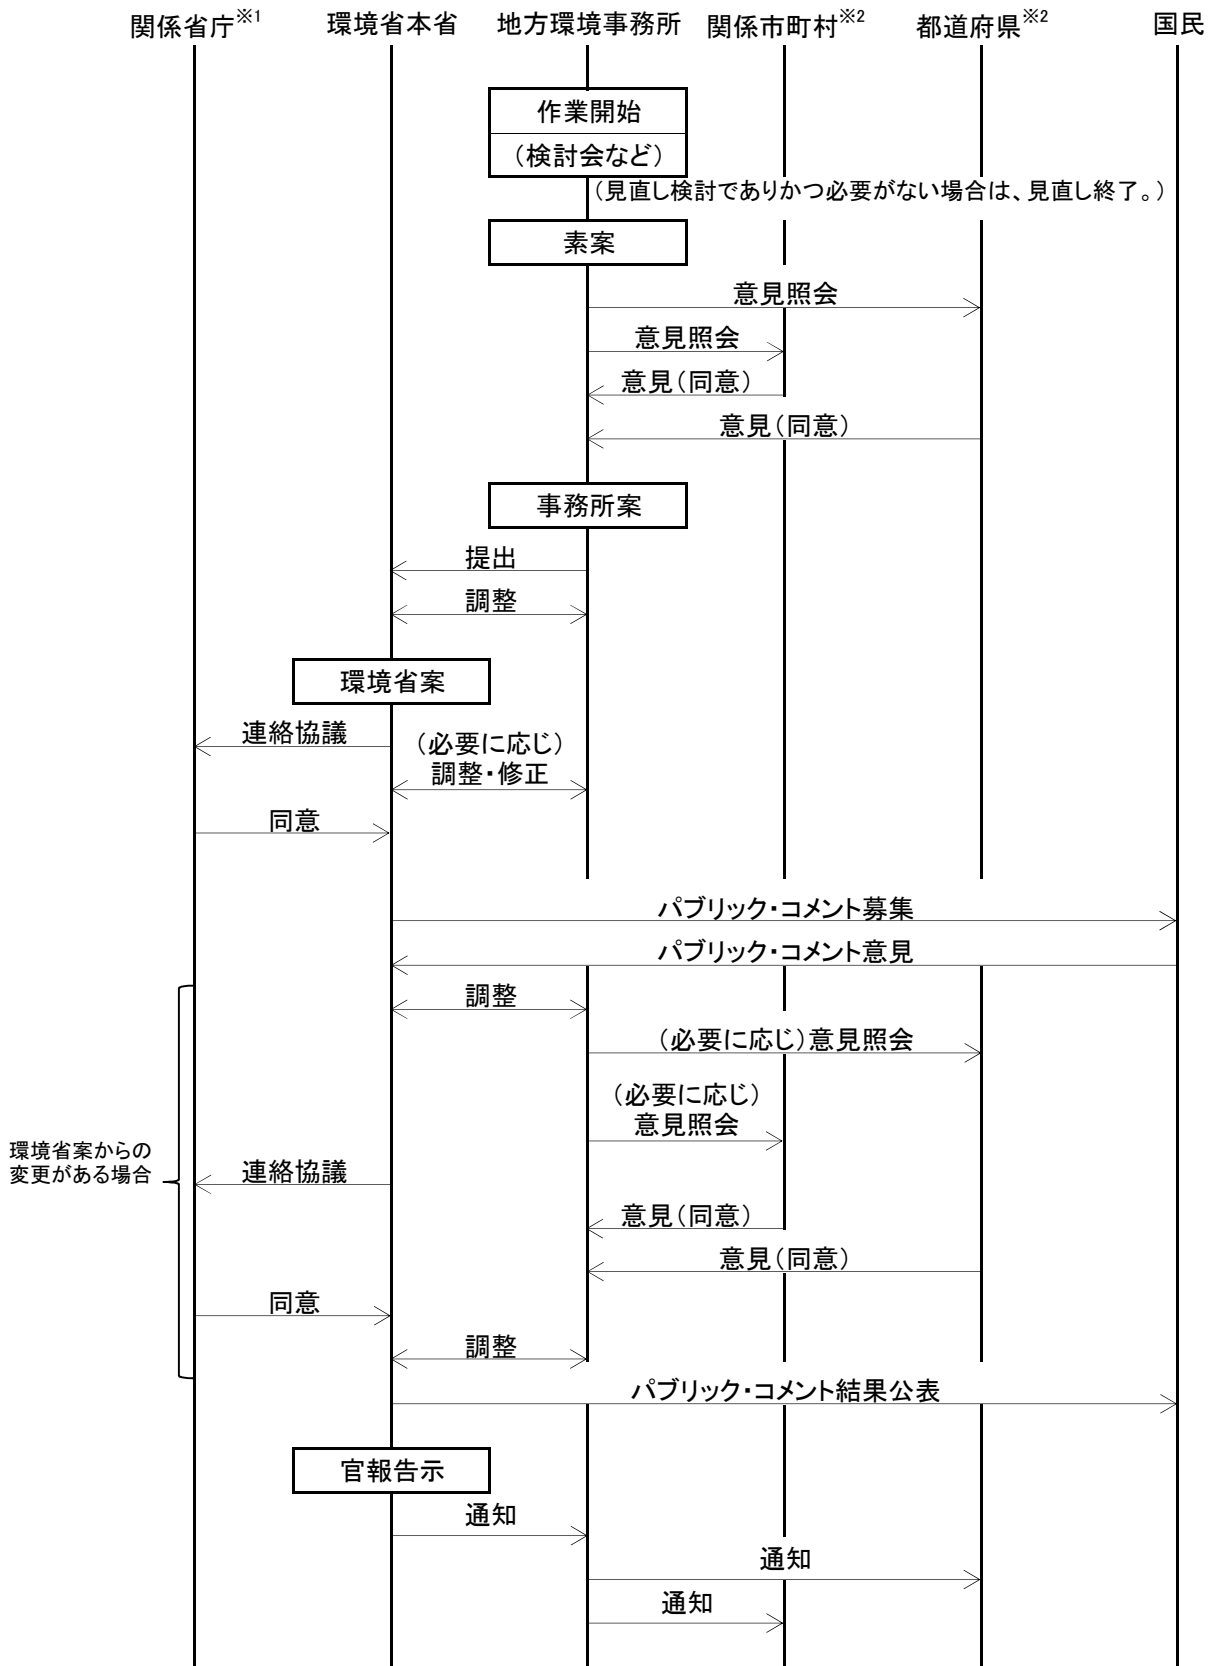 関係省庁※1
環境省本省
地方環境事務所
関係市町村※2
都道府県※2
国民
作業開始
（検討会など）
（見直し検討でありかつ必要がない場合は、見直し終了。）
素案
意見照会
意見照会
意見（同意）
意見（同意）
事務所案
提出
調整
環境省案
連絡協議
（必要に応じ）
調整・修正
同意
パブリック・コメント募集
パブリック・コメント意見
調整
（必要に応じ）意見照会
（必要に応じ）
意見照会
環境省案からの
変更がある場合
連絡協議
意見（同意）
意見（同意）
同意
調整
パブリック・コメント結果公表
官報告示
通知
通知
通知